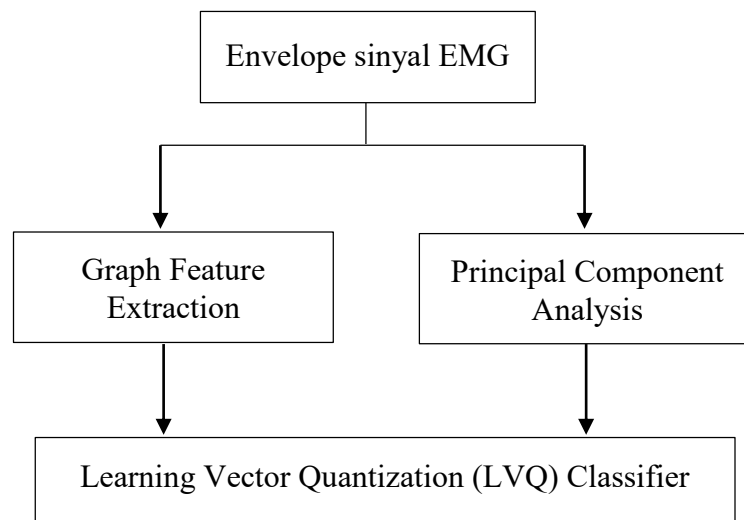 Envelope sinyal EMG
Graph Feature
Extraction
Principal Component
Analysis
Learning Vector Quantization (LVQ) Classifier